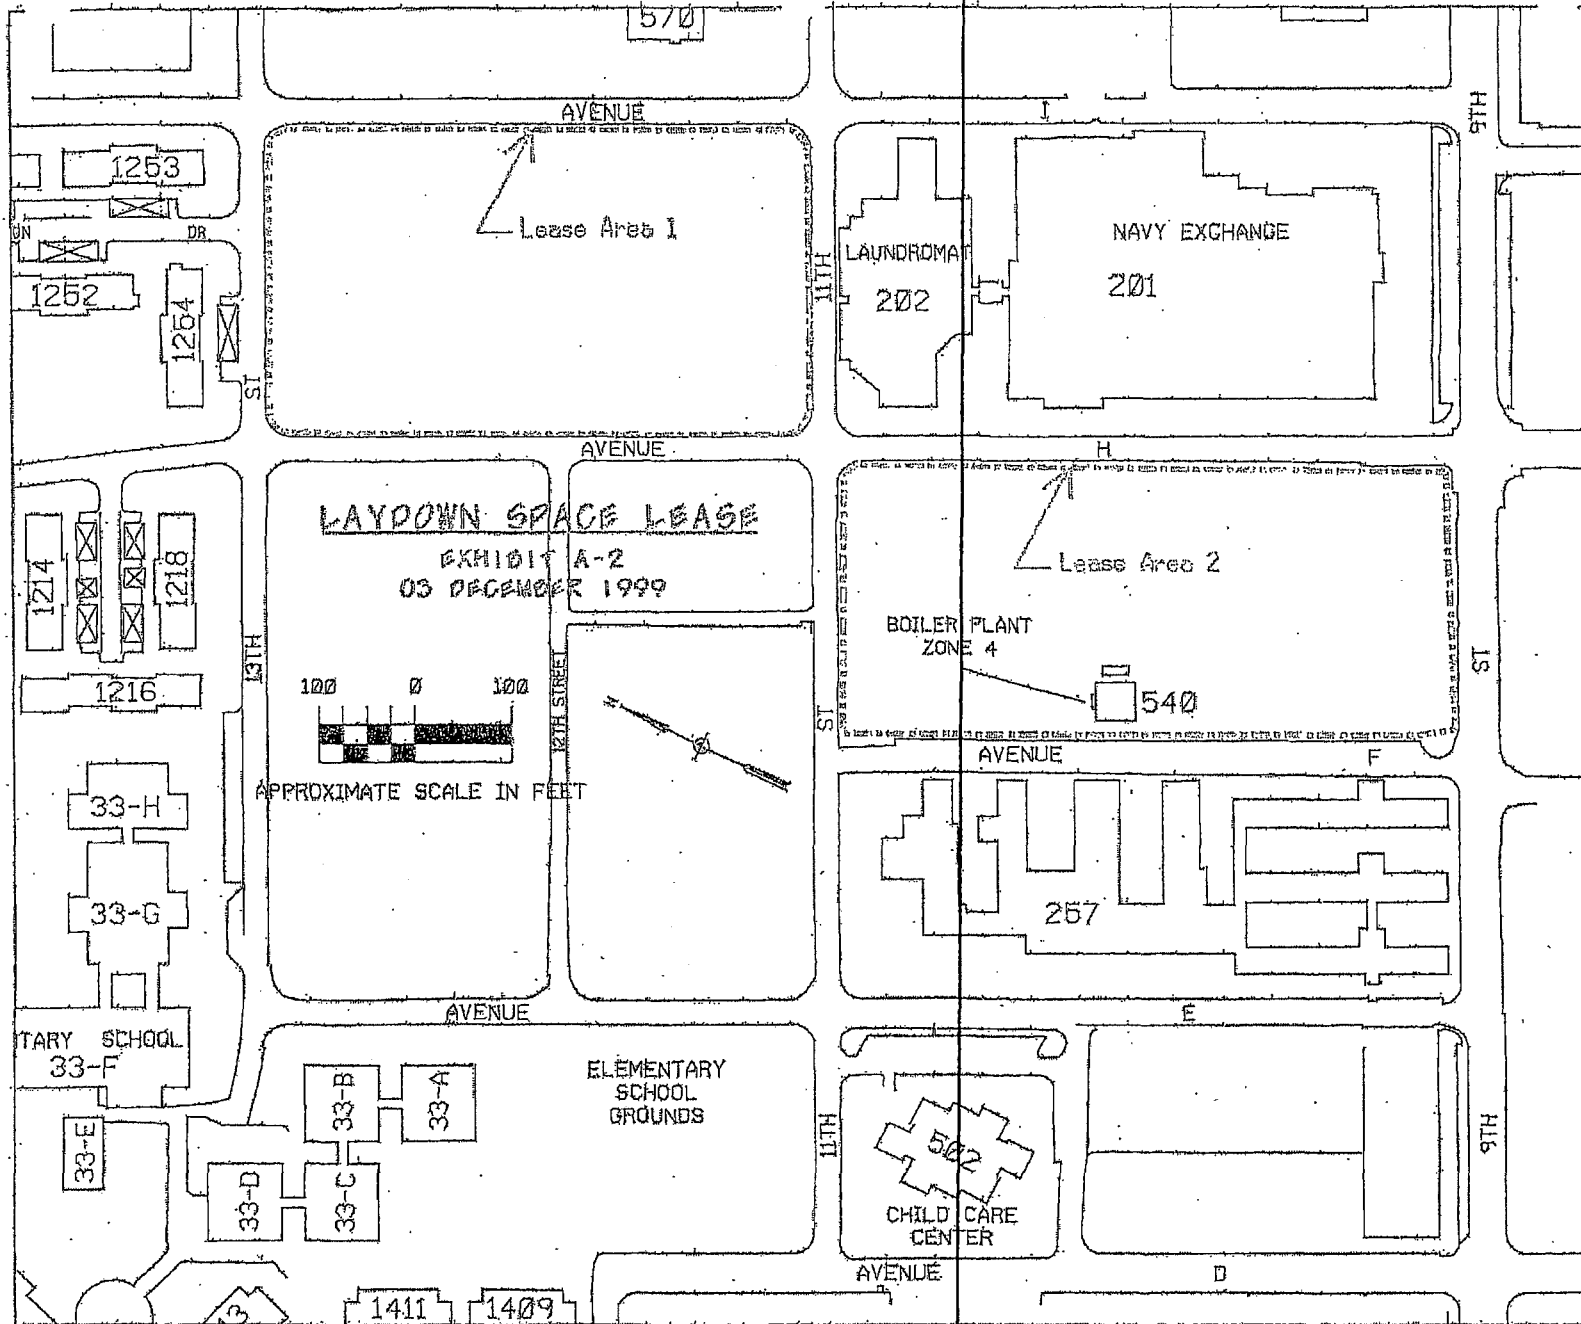 570
AVENUE
I
9TH
1253
DR
1252
1254
ST
Lease Area 1
11TH
LAUNDROMAT
202
NAVY EXCHANGE
201
AVENUE
H
LAYDOWN SPACE LEASE
EXHIBIT A-2
03 DECEMBER 1999
Lease Area 2
1214
1218
1216
13TH
12TH STREET
BOILER PLANT
ZONE 4
540
ST
ST
100 0 100
APPROXIMATE SCALE IN FEET
N
AVENUE
F
33-H
33-G
257
AVENUE
E
TARY SCHOOL
33-F
33-E
33-B
33-A
33-D
33-C
ELEMENTARY
SCHOOL
GROUNDS
11TH
502
CHILD CARE
CENTER
9TH
AVENUE
D
1411
1409